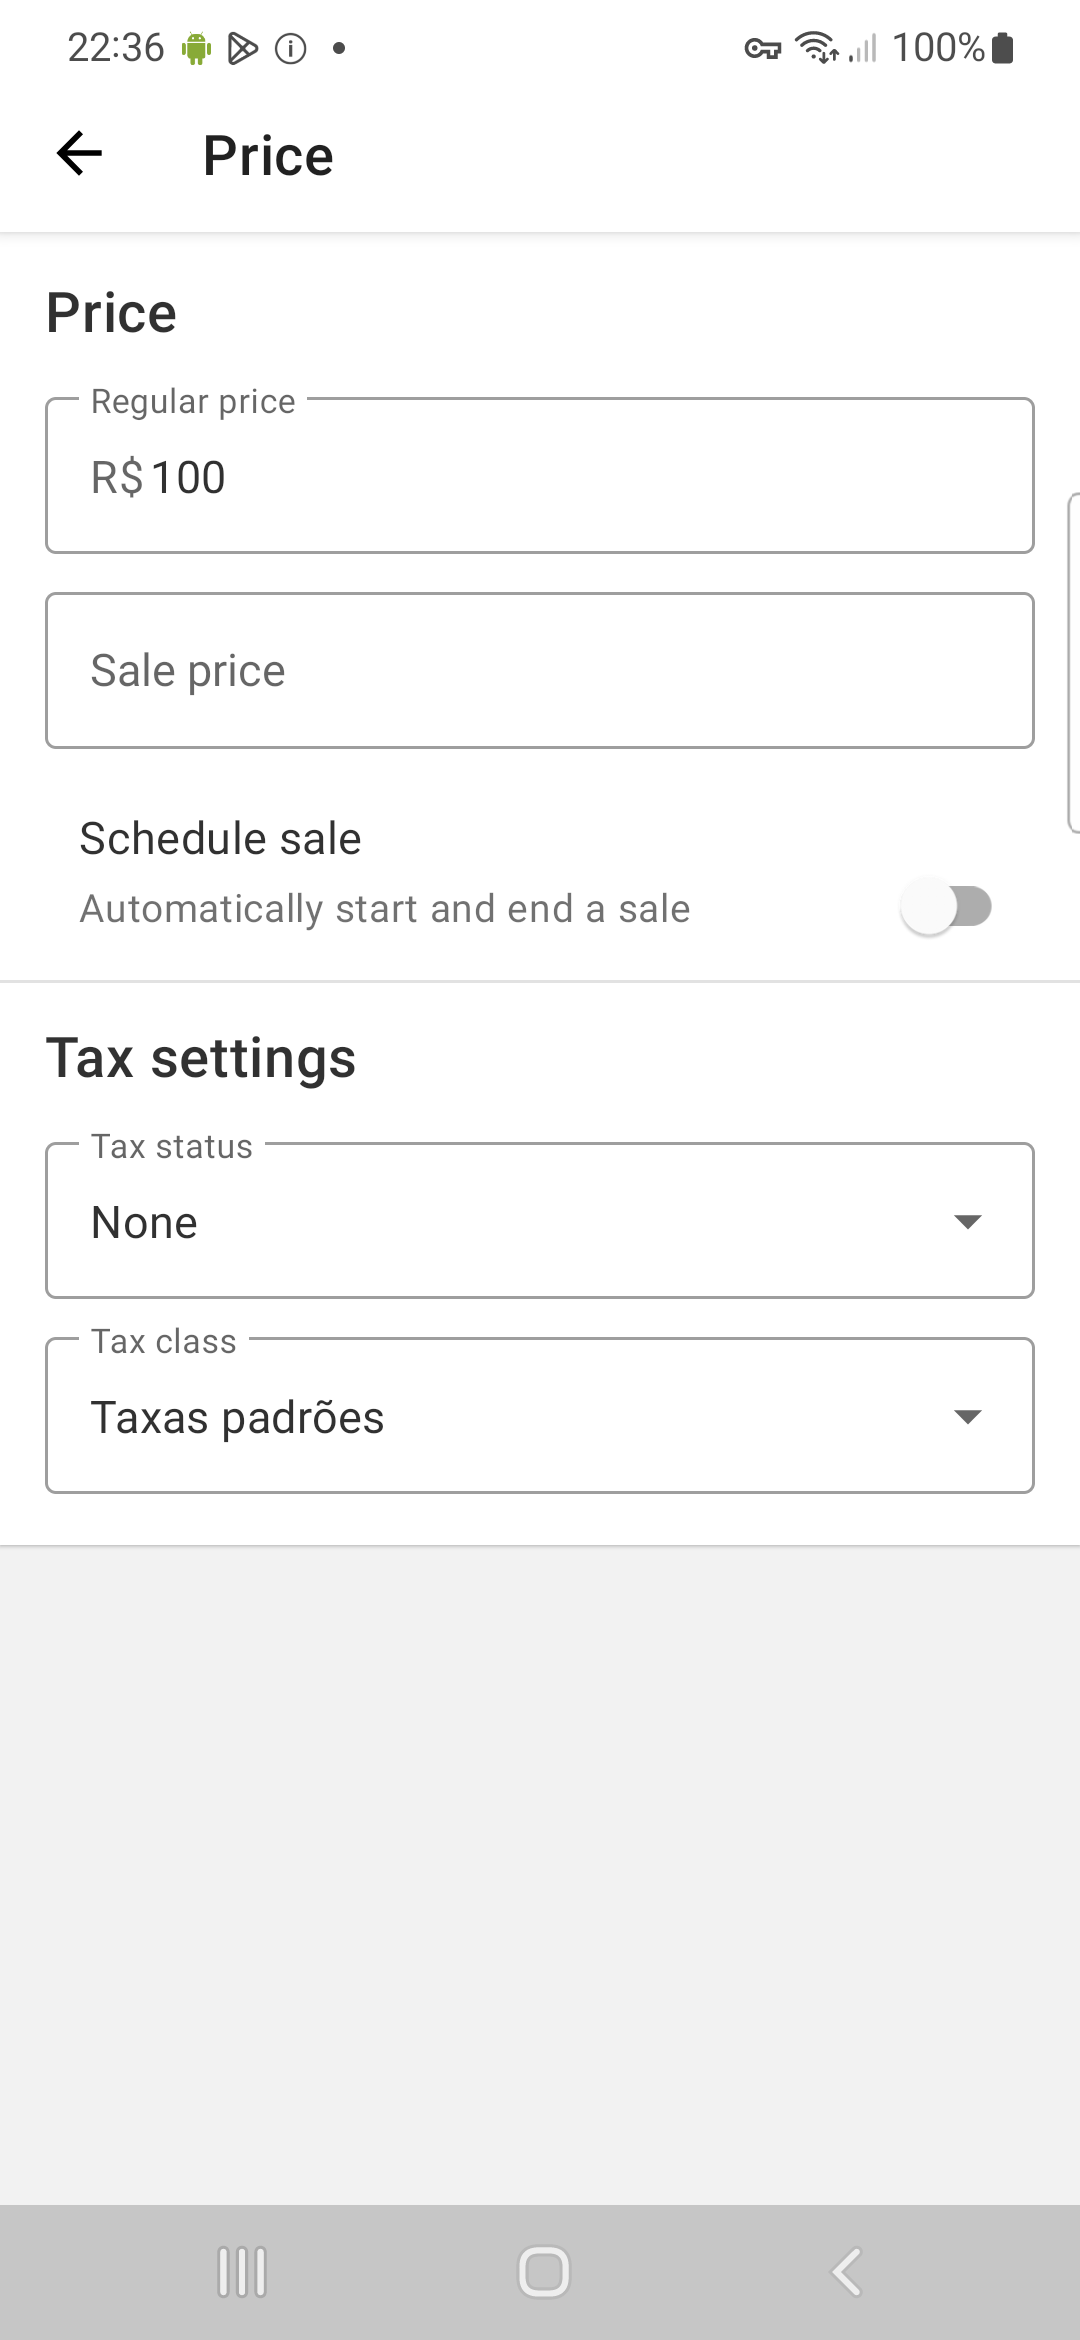 22:36
100%
Price
Price
Regular price
R$ 100
Sale price
Schedule sale
Automatically start and end a sale
Tax settings
Tax status
None
Tax class
Taxas padrões